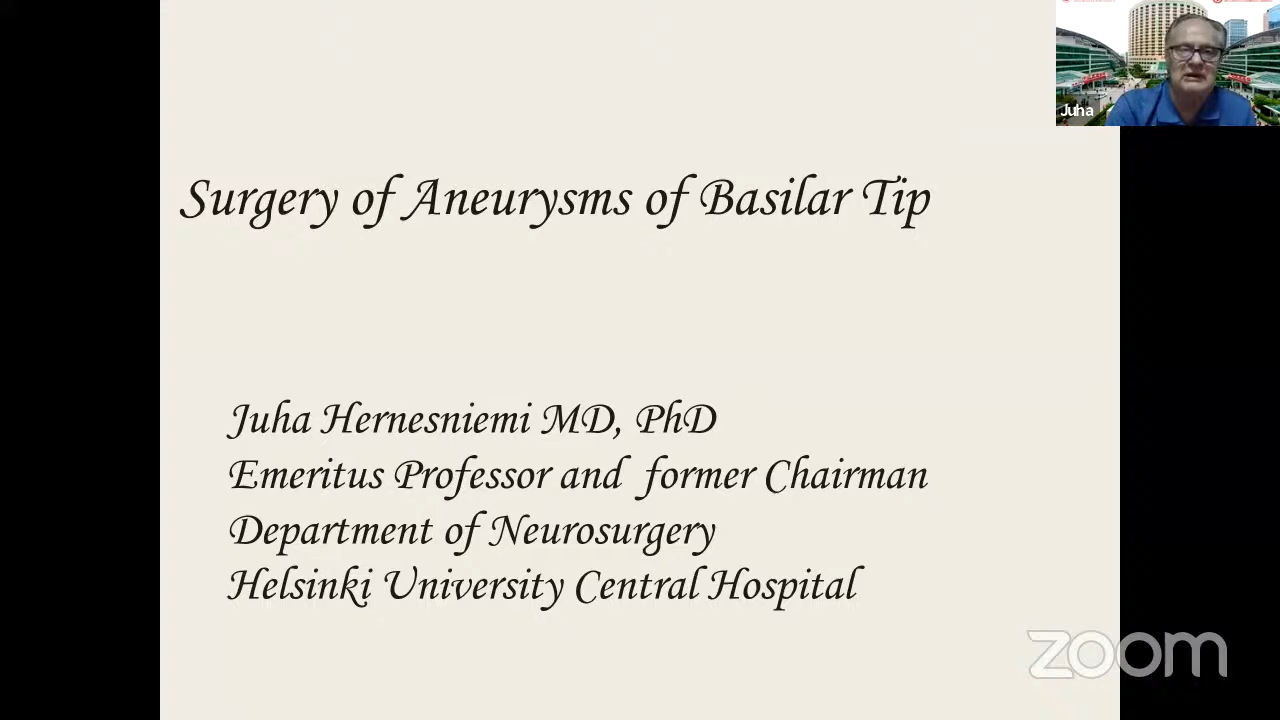 Juha
Surgery of Aneurysms of Basilar Tip
Juha Hernesniemi MD, PhD
Emeritus Professor and former Chairman
Department of Neurosurgery
Helsinki University Central Hospital
zoom